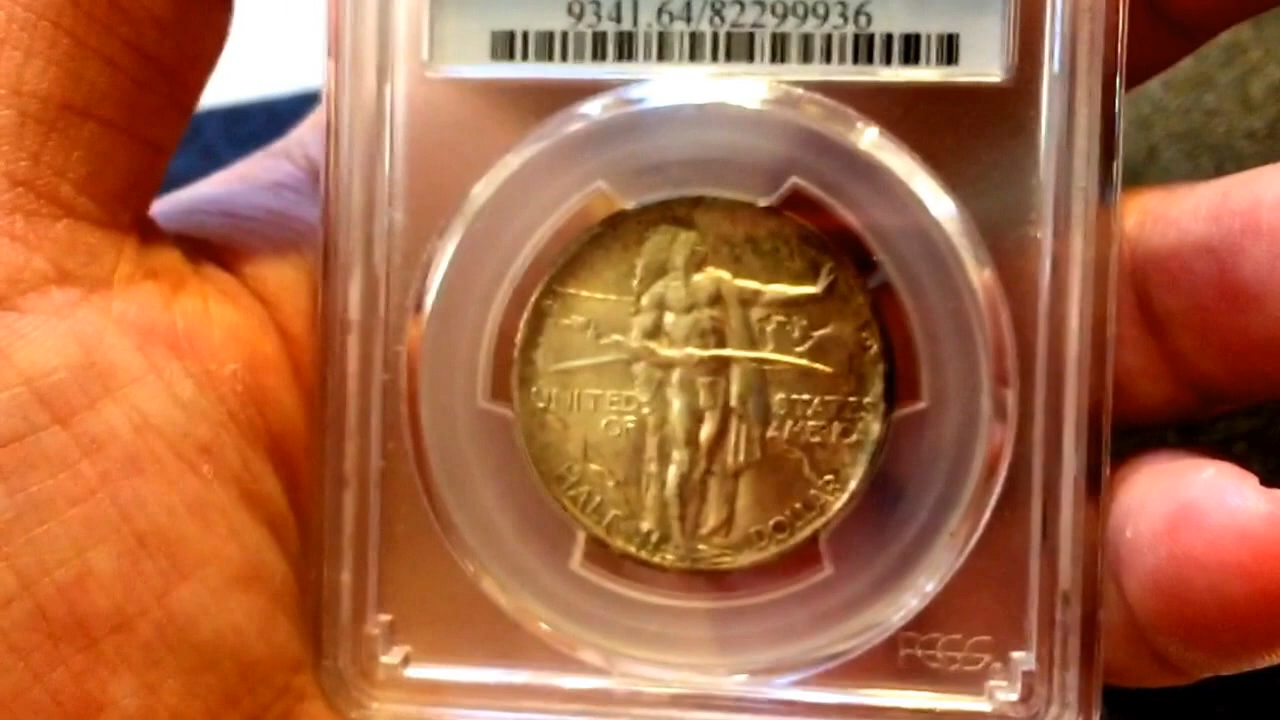 9341.64/82299936
UNITED STATES
OF AMERICA
HALF DOLLAR
PCGS